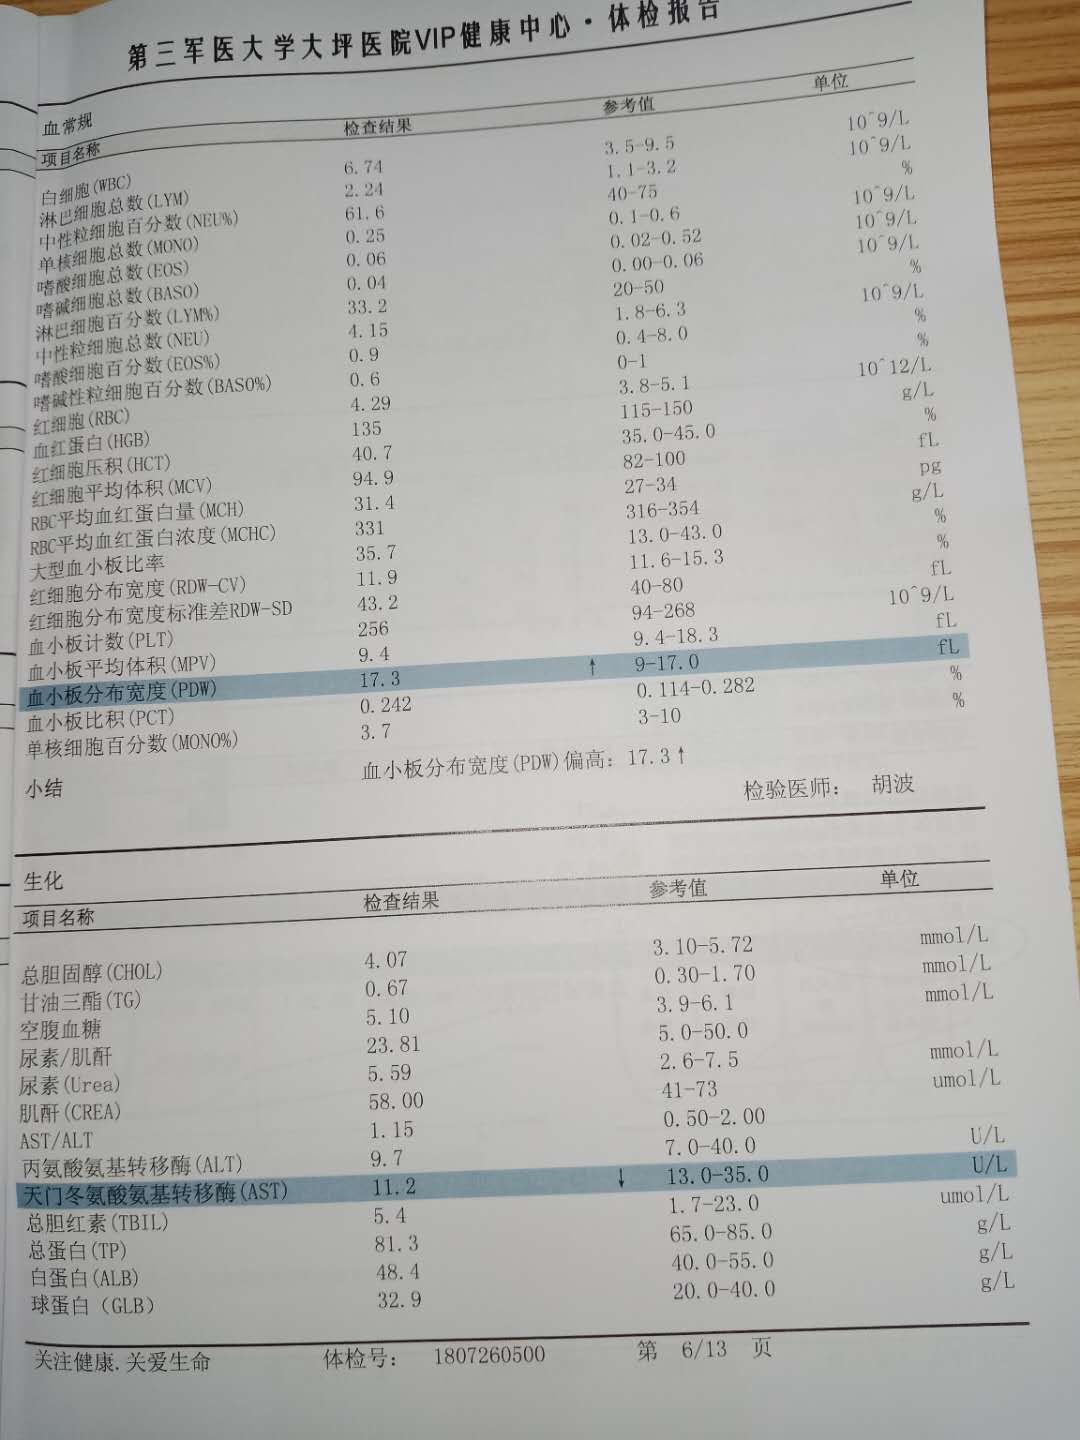 第三军医大学大坪医院VIP健康中心·体检报告
血常规
项目名称 检查结果 参考值 单位
白细胞(WBC) 6.74 3.5-9.5 10^9/L
淋巴细胞总数(LYM) 2.24 1.1-3.2 10^9/L
中性粒细胞百分数(NEU%) 61.6 40-75 %
单核细胞总数(MONO) 0.25 0.1-0.6 10^9/L
嗜酸细胞总数(EOS) 0.06 0.02-0.52 10^9/L
嗜碱细胞总数(BASO) 0.04 0.00-0.06 10^9/L
淋巴细胞百分数(LYM%) 33.2 20-50 %
中性粒细胞总数(NEU) 4.15 1.8-6.3 10^9/L
嗜酸细胞百分数(EOS%) 0.9 0.4-8.0 %
嗜碱性粒细胞百分数(BASO%) 0.6 0-1 %
红细胞(RBC) 4.29 3.8-5.1 10^12/L
血红蛋白(HGB) 135 115-150 g/L
红细胞压积(HCT) 40.7 35.0-45.0 %
红细胞平均体积(MCV) 94.9 82-100 fL
RBC平均血红蛋白量(MCH) 31.4 27-34 pg
RBC平均血红蛋白浓度(MCHC) 331 316-354 g/L
大型血小板比率 35.7 13.0-43.0 %
红细胞分布宽度(RDW-CV) 11.9 11.6-15.3 %
红细胞分布宽度标准差RDW-SD 43.2 40-80 fL
血小板计数(PLT) 256 94-268 10^9/L
血小板平均体积(MPV) 9.4 9.4-18.3 fL
血小板分布宽度(PDW) 17.3 ↑ 9-17.0 fL
血小板比积(PCT) 0.242 0.114-0.282 %
单核细胞百分数(MONO%) 3.7 3-10 %
小结 血小板分布宽度(PDW)偏高: 17.3↑
检验医师: 胡波
生化
项目名称 检查结果 参考值 单位
总胆固醇(CHOL) 4.07 3.10-5.72 mmol/L
甘油三酯(TG) 0.67 0.30-1.70 mmol/L
空腹血糖 5.10 3.9-6.1 mmol/L
尿素/肌酐 23.81 5.0-50.0
尿素(Urea) 5.59 2.6-7.5 mmol/L
肌酐(CREA) 58.00 41-73 umol/L
AST/ALT 1.15 0.50-2.00
丙氨酸氨基转移酶(ALT) 9.7 7.0-40.0 U/L
天门冬氨酸氨基转移酶(AST) 11.2 ↓ 13.0-35.0 U/L
总胆红素(TBIL) 5.4 1.7-23.0 umol/L
总蛋白(TP) 81.3 65.0-85.0 g/L
白蛋白(ALB) 48.4 40.0-55.0 g/L
球蛋白（GLB） 32.9 20.0-40.0 g/L
关注健康.关爱生命 体检号: 1807260500 第 6/13 页